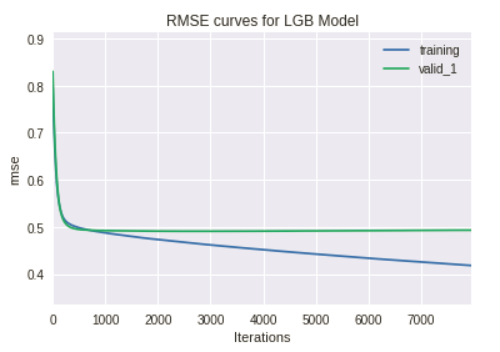 RMSE curves for LGB Model
0.9
0.8
0.7
0.6
0.5
0.4
rmse
training
valid_1
0 1000 2000 3000 4000 5000 6000 7000
Iterations